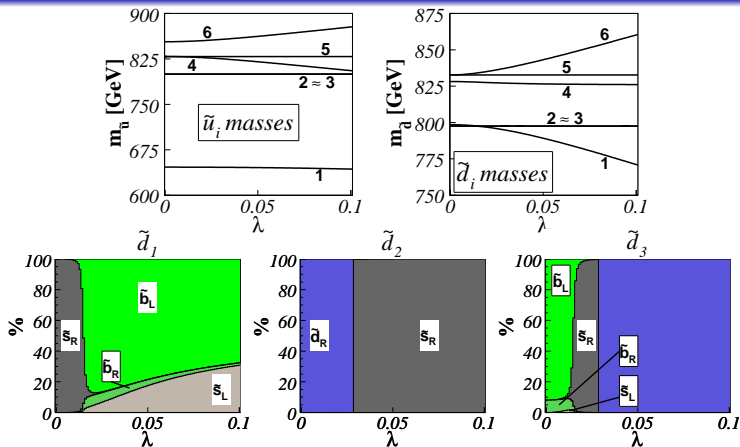 900
825
750
675
600
m_ũ [GeV]
6
5
4
2 ≈ 3
ũ_i masses
1
0
0.05
0.1
λ
875
850
825
800
775
750
m_d̃ [GeV]
6
5
4
2 ≈ 3
1
d̃_i masses
0
0.05
0.1
λ
d̃_1
100
80
60
40
20
0
%
s̃_R
b̃_L
b̃_R
s̃_L
0
0.05
0.1
λ
d̃_2
100
80
60
40
20
0
%
d̃_R
s̃_R
0
0.05
0.1
λ
d̃_3
100
80
60
40
20
0
%
b̃_L
s̃_R
b̃_R
s̃_L
0
0.05
0.1
λ